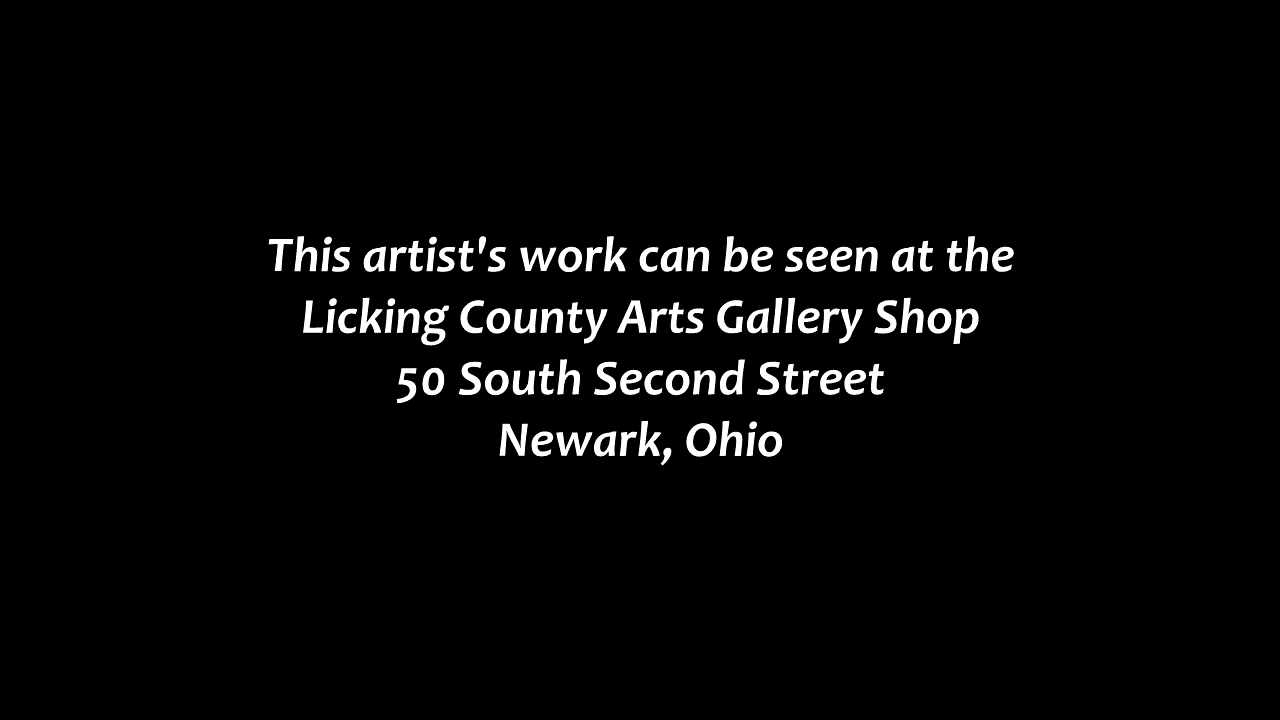 This artist's work can be seen at the
Licking County Arts Gallery Shop
50 South Second Street
Newark, Ohio